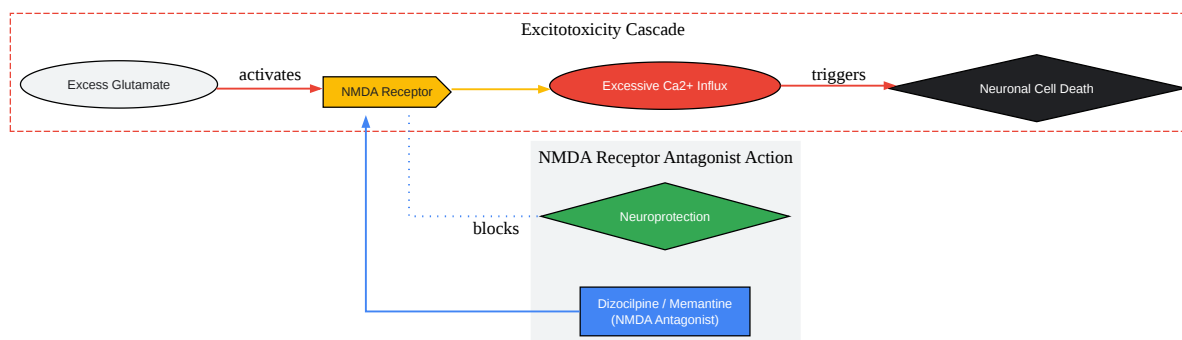 Excitotoxicity Cascade
Excess Glutamate
activates
NMDA Receptor
Excessive Ca2+ Influx
triggers
Neuronal Cell Death
NMDA Receptor Antagonist Action
Neuroprotection
blocks
Dizocilpine / Memantine
(NMDA Antagonist)